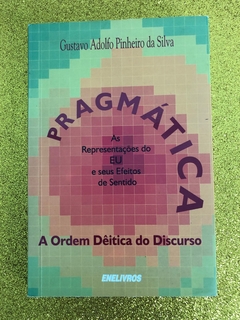 Gustavo Adolfo Pinheiro da Silva
PRAGMÁTICA
As
Representações do
EU
e seus Efeitos
de Sentido
A Ordem Dêitica do Discurso
ENELIVROS